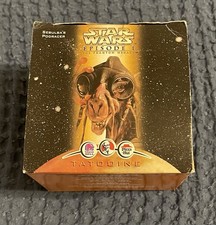 SEBULBA'S
PODRACER
STAR
WARS
EPISODE I
TATOOINE